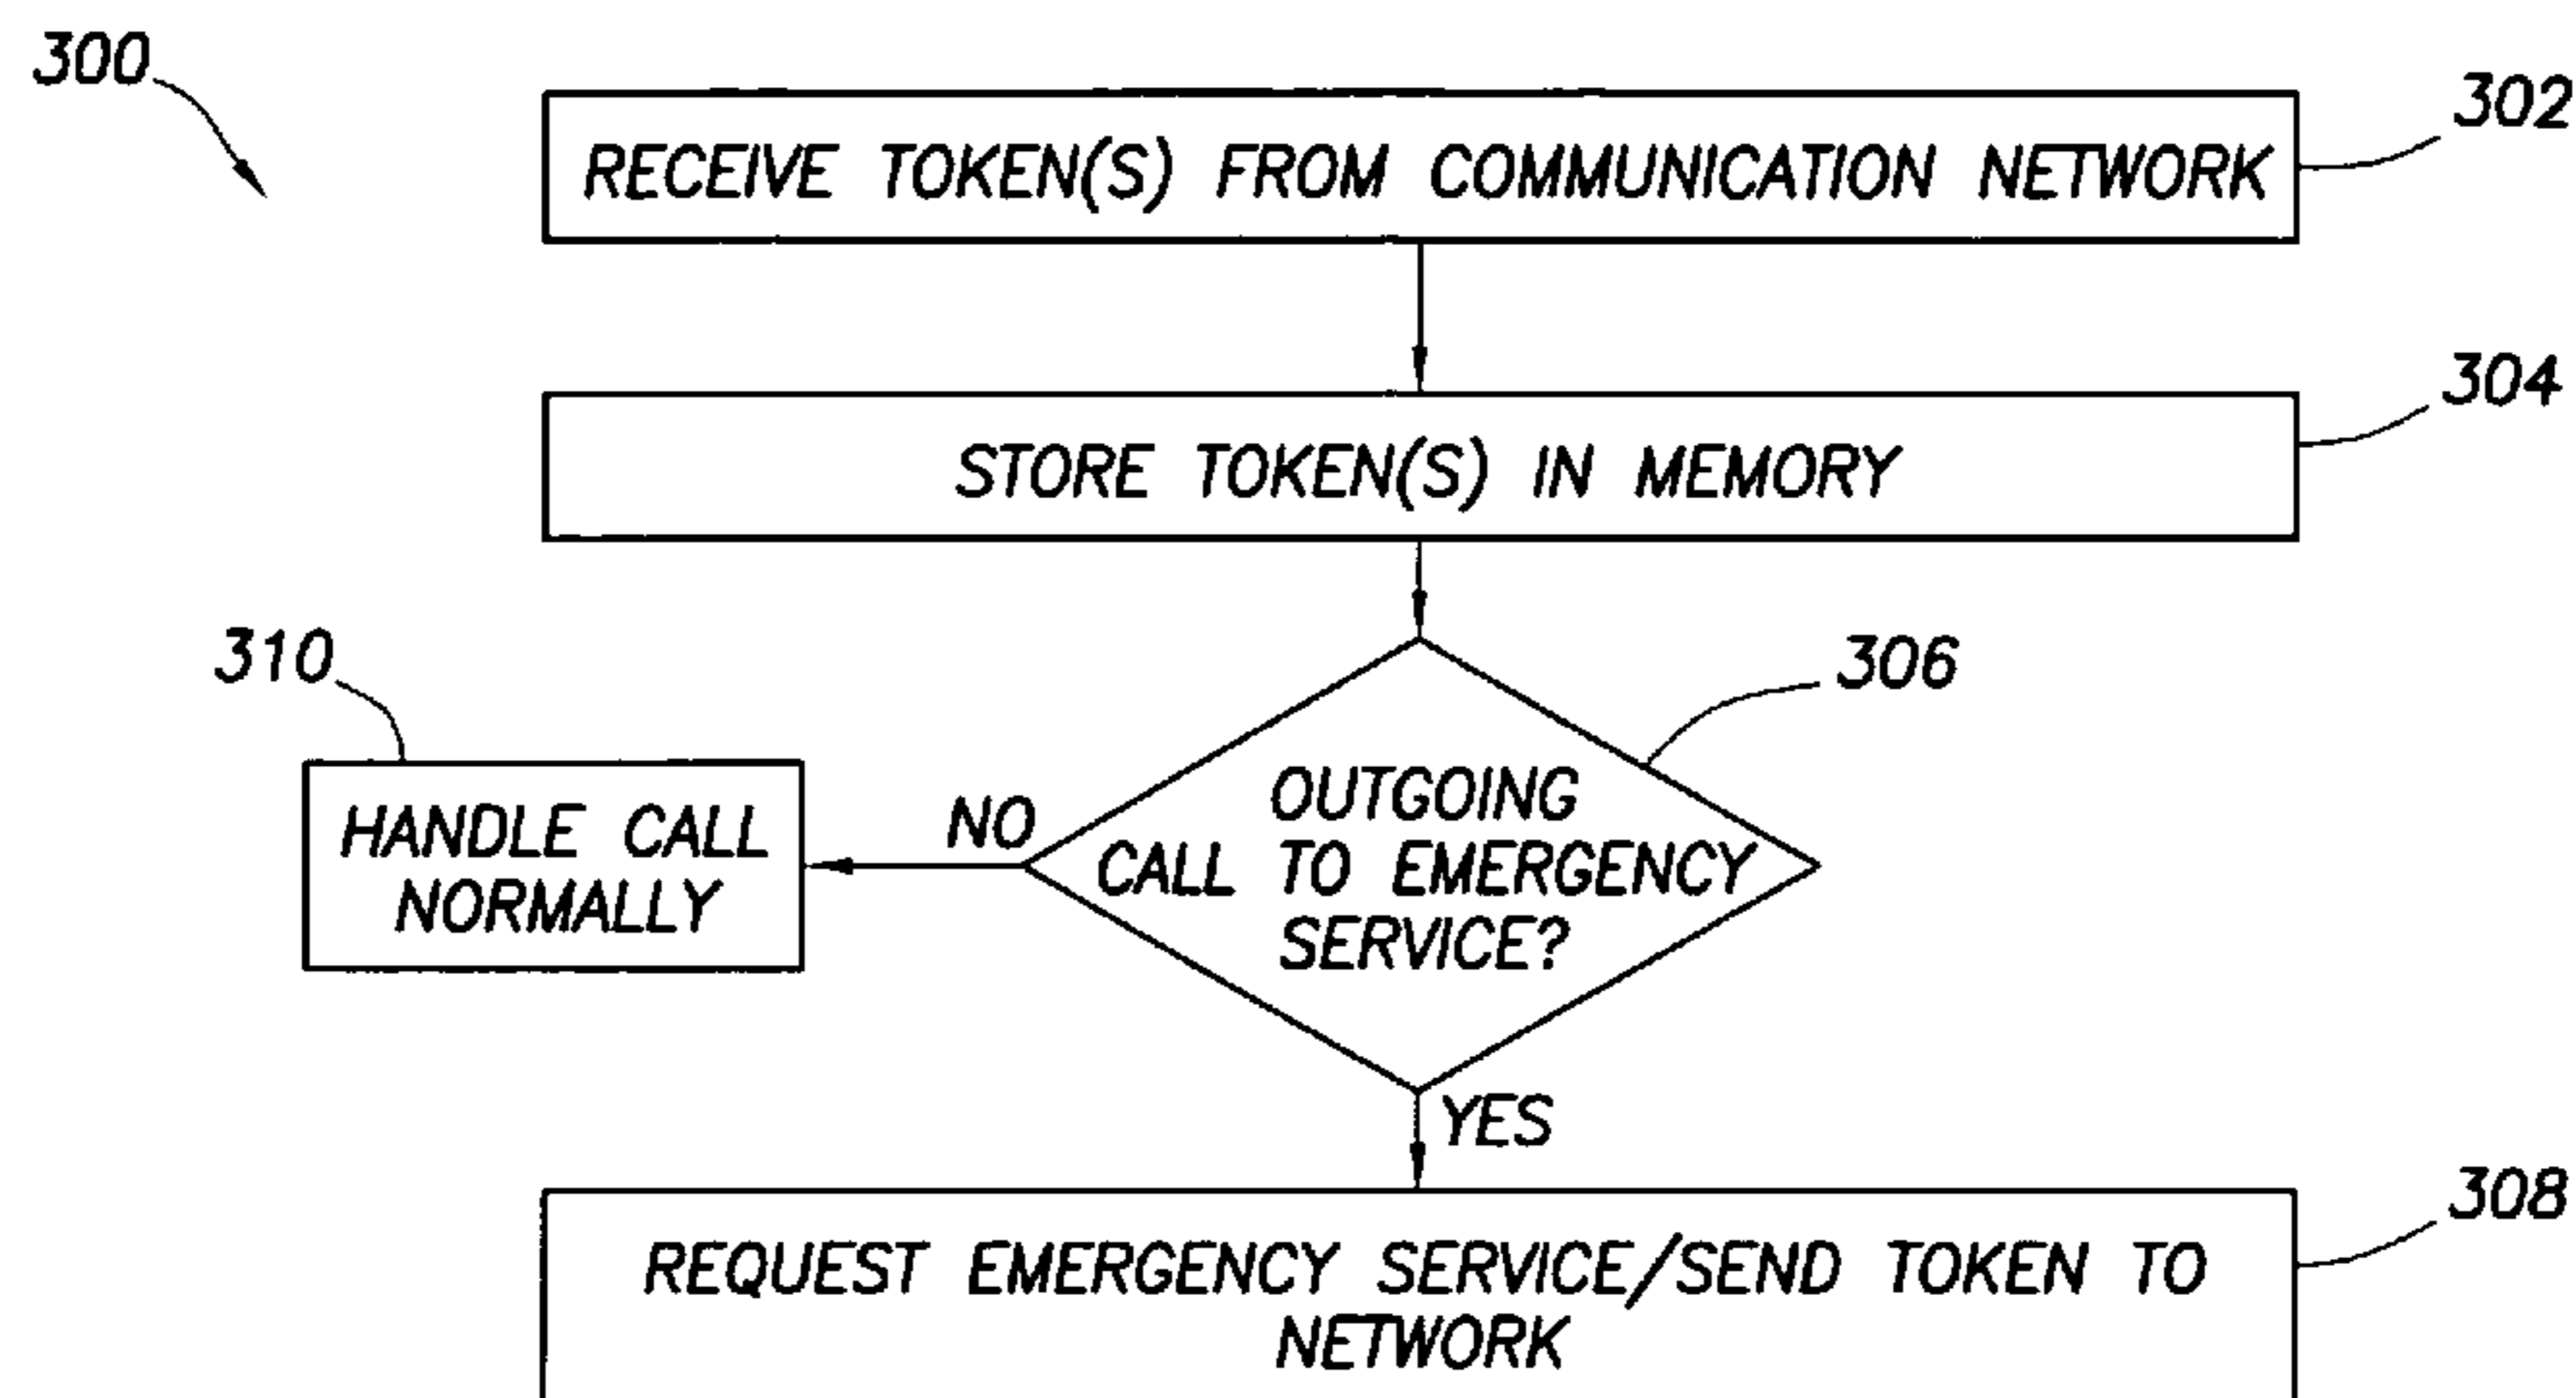 300
302
RECEIVE TOKEN(S) FROM COMMUNICATION NETWORK
304
STORE TOKEN(S) IN MEMORY
310
306
HANDLE CALL
NORMALLY
NO
OUTGOING
CALL TO EMERGENCY
SERVICE?
YES
308
REQUEST EMERGENCY SERVICE/SEND TOKEN TO
NETWORK